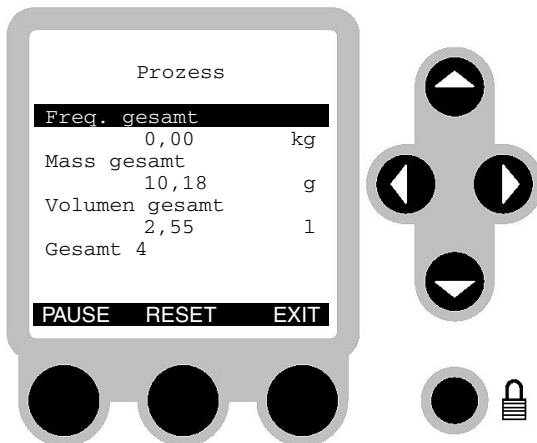 Prozess
Freq. gesamt
0,00 kg
Mass gesamt
10,18 g
Volumen gesamt
2,55 l
Gesamt 4
PAUSE RESET EXIT